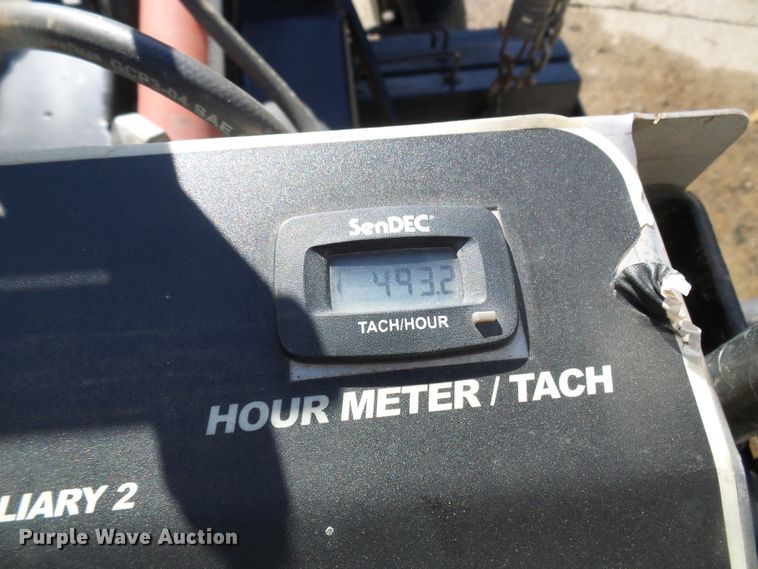 GCP3-04 SAE
SenDEC®
493.2
TACH/HOUR
HOUR METER / TACH
LIARY 2
Purple Wave Auction